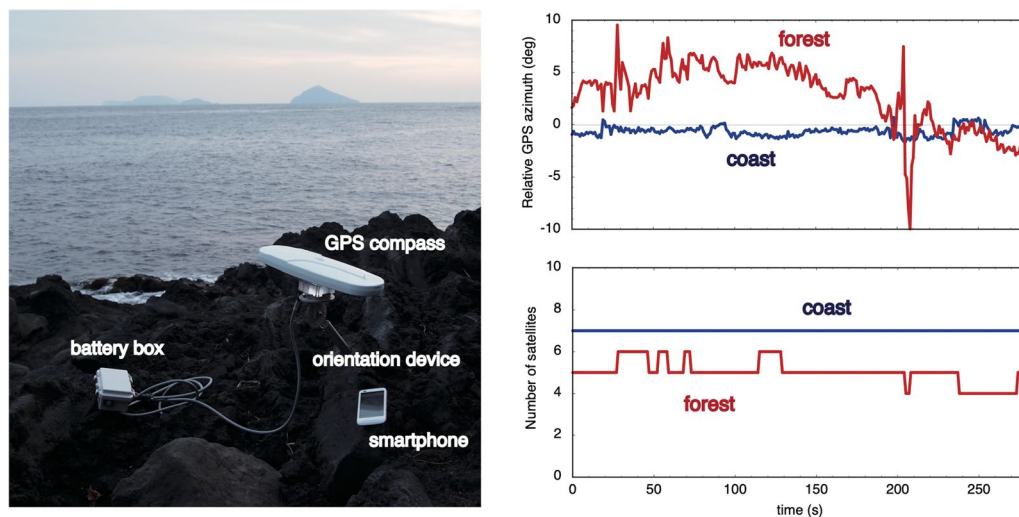 GPS compass
battery box
orientation device
smartphone
Relative GPS azimuth (deg)
10
5
0
-5
-10
forest
coast
Number of satellites
10
8
6
4
2
0
coast
forest
0 50 100 150 200 250
time (s)